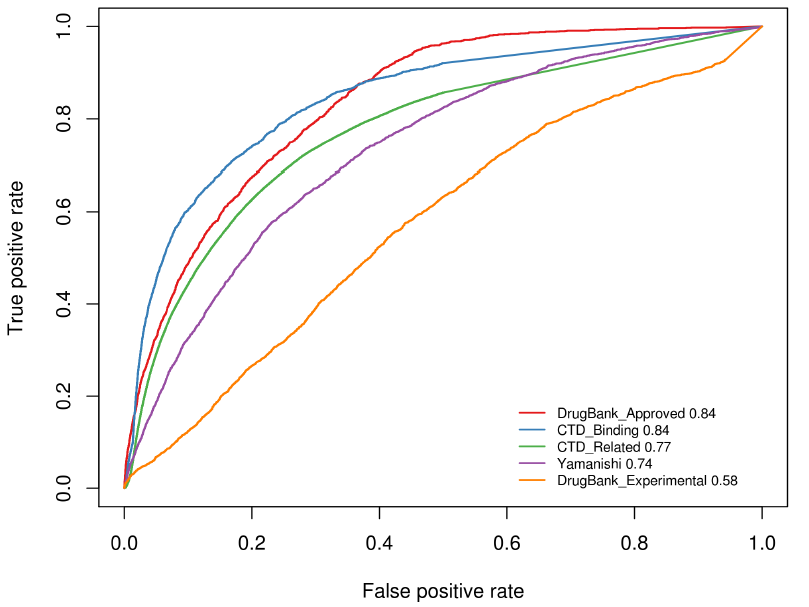 True positive rate
1.0
0.8
0.6
0.4
0.2
0.0
DrugBank_Approved 0.84
CTD_Binding 0.84
CTD_Related 0.77
Yamanishi 0.74
DrugBank_Experimental 0.58
0.0 0.2 0.4 0.6 0.8 1.0
False positive rate